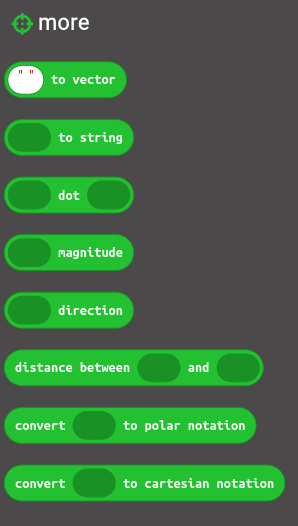 more
" " to vector
to string
dot
magnitude
direction
distance between and
convert to polar notation
convert to cartesian notation